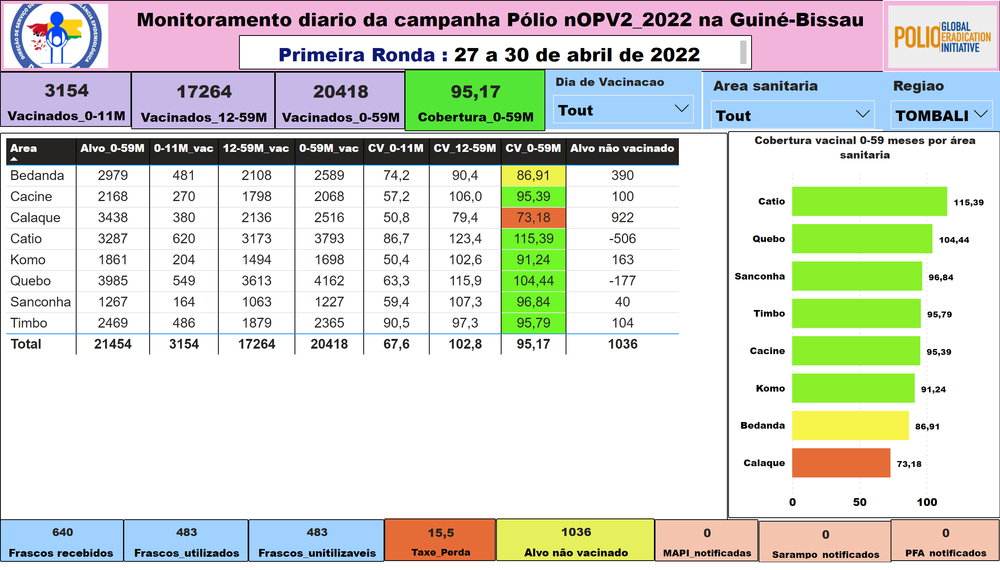 DIREÇÃO DE SERVIÇO DE
VIGILÂNCIA EPIDEMIOLÓGICA
Monitoramento diario da campanha Pólio nOPV2_2022 na Guiné-Bissau
Primeira Ronda : 27 a 30 de abril de 2022
POLIO GLOBAL
ERADICATION
INITIATIVE
3154
Vacinados_0-11M
17264
Vacinados_12-59M
20418
Vacinados_0-59M
95,17
Cobertura_0-59M
Dia de Vacinacao
Tout
Area sanitaria
Tout
Regiao
TOMBALI
Area Alvo_0-59M 0-11M_vac 12-59M_vac 0-59M_vac CV_0-11M CV_12-59M CV_0-59M Alvo não vacinado
Bedanda 2979 481 2108 2589 74,2 90,4 86,91 390
Cacine 2168 270 1798 2068 57,2 106,0 95,39 100
Calaque 3438 380 2136 2516 50,8 79,4 73,18 922
Catio 3287 620 3173 3793 86,7 123,4 115,39 -506
Komo 1861 204 1494 1698 50,4 102,6 91,24 163
Quebo 3985 549 3613 4162 63,3 115,9 104,44 -177
Sanconha 1267 164 1063 1227 59,4 107,3 96,84 40
Timbo 2469 486 1879 2365 90,5 97,3 95,79 104
Total 21454 3154 17264 20418 67,6 102,8 95,17 1036
Cobertura vacinal 0-59 meses por área
sanitaria
Catio 115,39
Quebo 104,44
Sanconha 96,84
Timbo 95,79
Cacine 95,39
Komo 91,24
Bedanda 86,91
Calaque 73,18
0 50 100
640
Frascos recebidos
483
Frascos_utilizados
483
Frascos_unitilizaveis
15,5
Taxe_Perda
1036
Alvo não vacinado
0
MAPI_notificadas
0
Sarampo notificados
0
PFA notificados